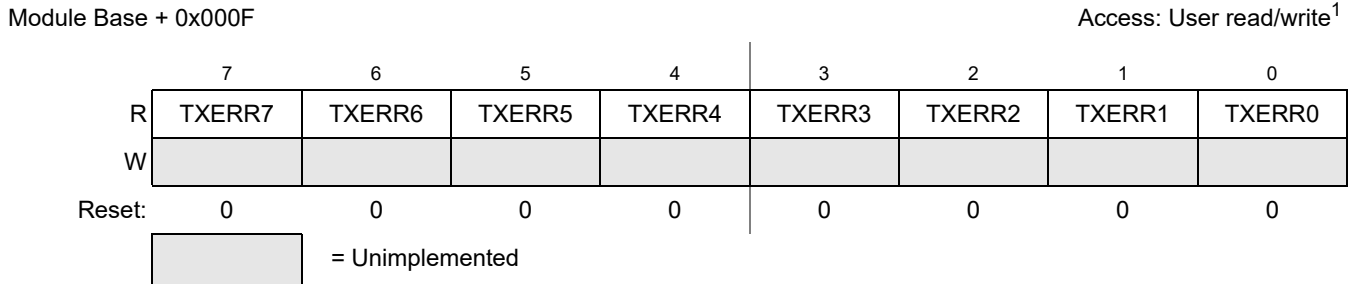 Module Base + 0x000F Access: User read/write1
7 6 5 4 3 2 1 0
R TXERR7 TXERR6 TXERR5 TXERR4 TXERR3 TXERR2 TXERR1 TXERR0
W
Reset: 0 0 0 0 0 0 0 0
= Unimplemented